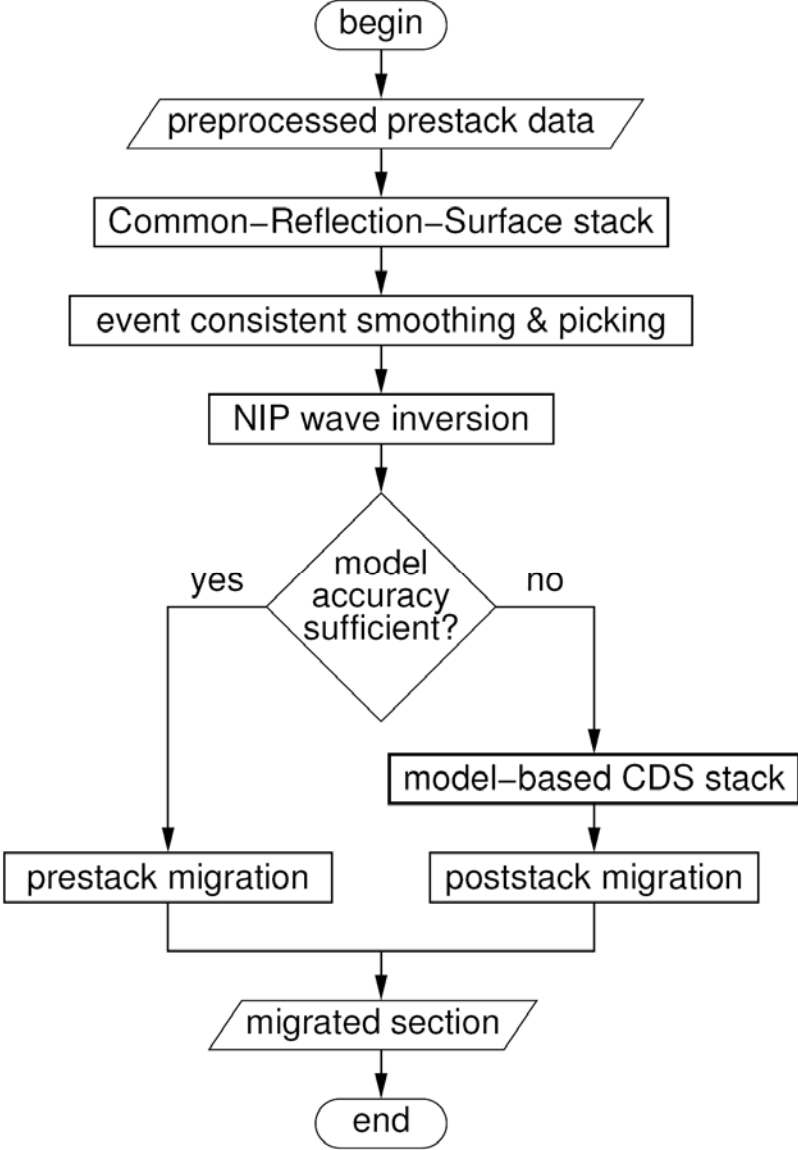 begin
preprocessed prestack data
Common–Reflection–Surface stack
event consistent smoothing & picking
NIP wave inversion
model
accuracy
sufficient?
yes
no
model–based CDS stack
prestack migration
poststack migration
migrated section
end